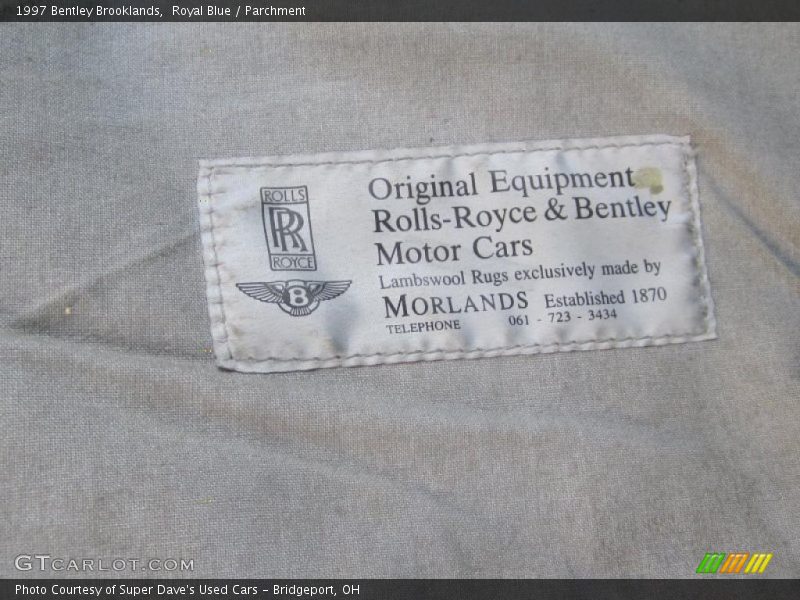 1997 Bentley Brooklands,  Royal Blue / Parchment
ROLLS
RR
ROYCE
B
Original Equipment
Rolls-Royce & Bentley
Motor Cars
Lambswool Rugs exclusively made by
MORLANDS Established 1870
TELEPHONE 061 - 723 - 3434
GTCARLOT.COM
Photo Courtesy of Super Dave's Used Cars - Bridgeport, OH